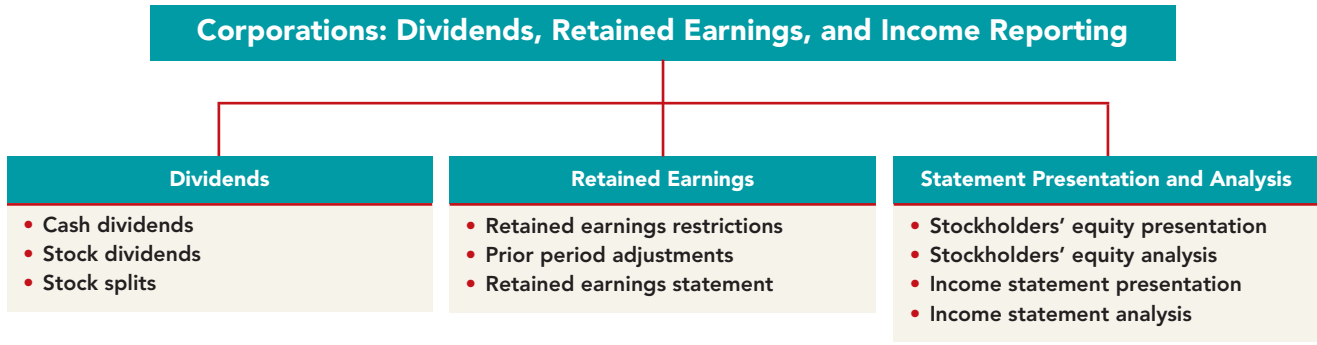 Corporations: Dividends, Retained Earnings, and Income Reporting
Dividends
• Cash dividends
• Stock dividends
• Stock splits
Retained Earnings
• Retained earnings restrictions
• Prior period adjustments
• Retained earnings statement
Statement Presentation and Analysis
• Stockholders' equity presentation
• Stockholders' equity analysis
• Income statement presentation
• Income statement analysis